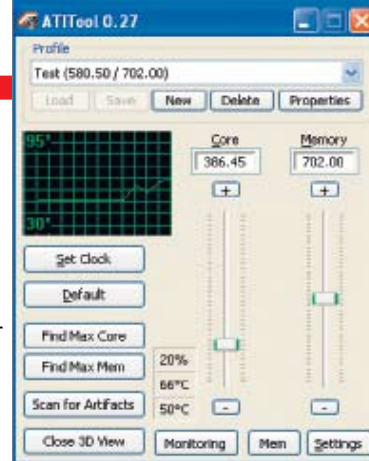 ATITool 0.27
Profile
Test (580.50 / 702.00)
Load Save New Delete Properties
95°
30°
Core Memory
386.45 702.00
+ +
Set Clock
Default
Find Max Core
Find Max Mem
Scan for Artifacts
Close 3D View
20%
66°C
50°C
- -
Monitoring Mem Settings